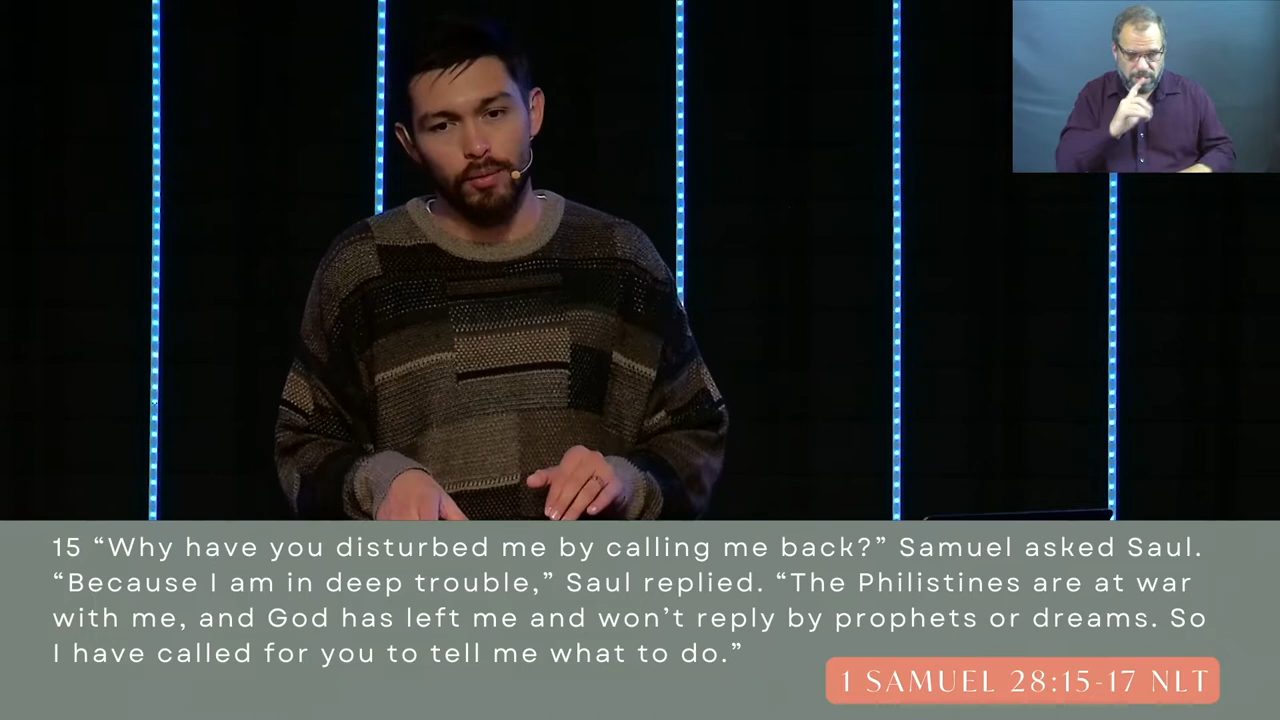 15 “Why have you disturbed me by calling me back?” Samuel asked Saul.
“Because I am in deep trouble,” Saul replied. “The Philistines are at war
with me, and God has left me and won’t reply by prophets or dreams. So
I have called for you to tell me what to do.”
1 SAMUEL 28:15-17 NLT